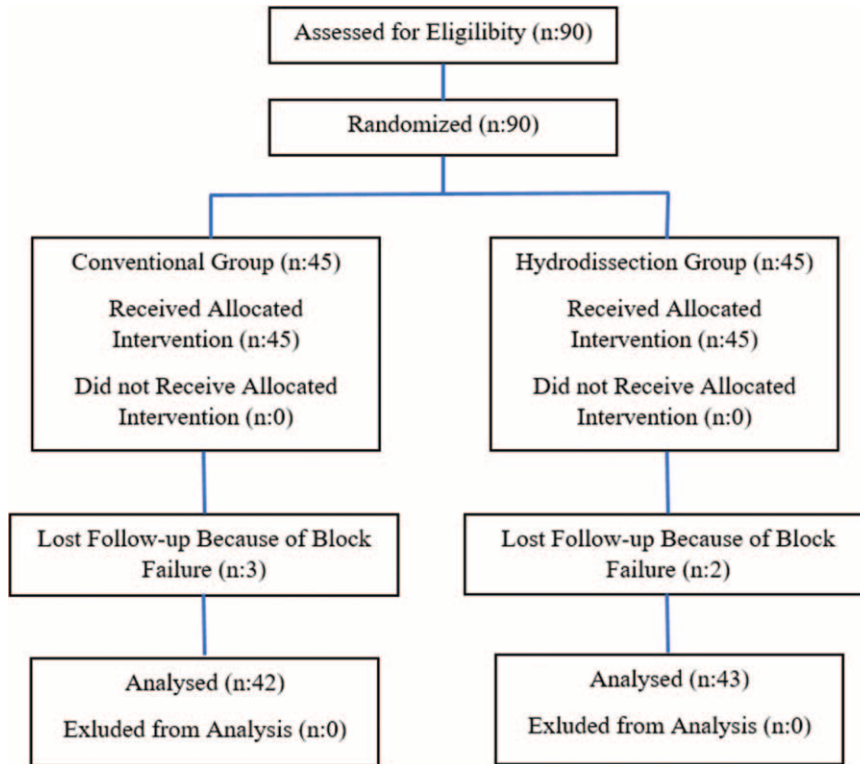 Assessed for Eligilibity (n:90)
Randomized (n:90)
Conventional Group (n:45)
Received Allocated
Intervention (n:45)
Did not Receive Allocated
Intervention (n:0)
Hydrodissection Group (n:45)
Received Allocated
Intervention (n:45)
Did not Receive Allocated
Intervention (n:0)
Lost Follow-up Because of Block
Failure (n:3)
Lost Follow-up Because of Block
Failure (n:2)
Analysed (n:42)
Exluded from Analysis (n:0)
Analysed (n:43)
Exluded from Analysis (n:0)